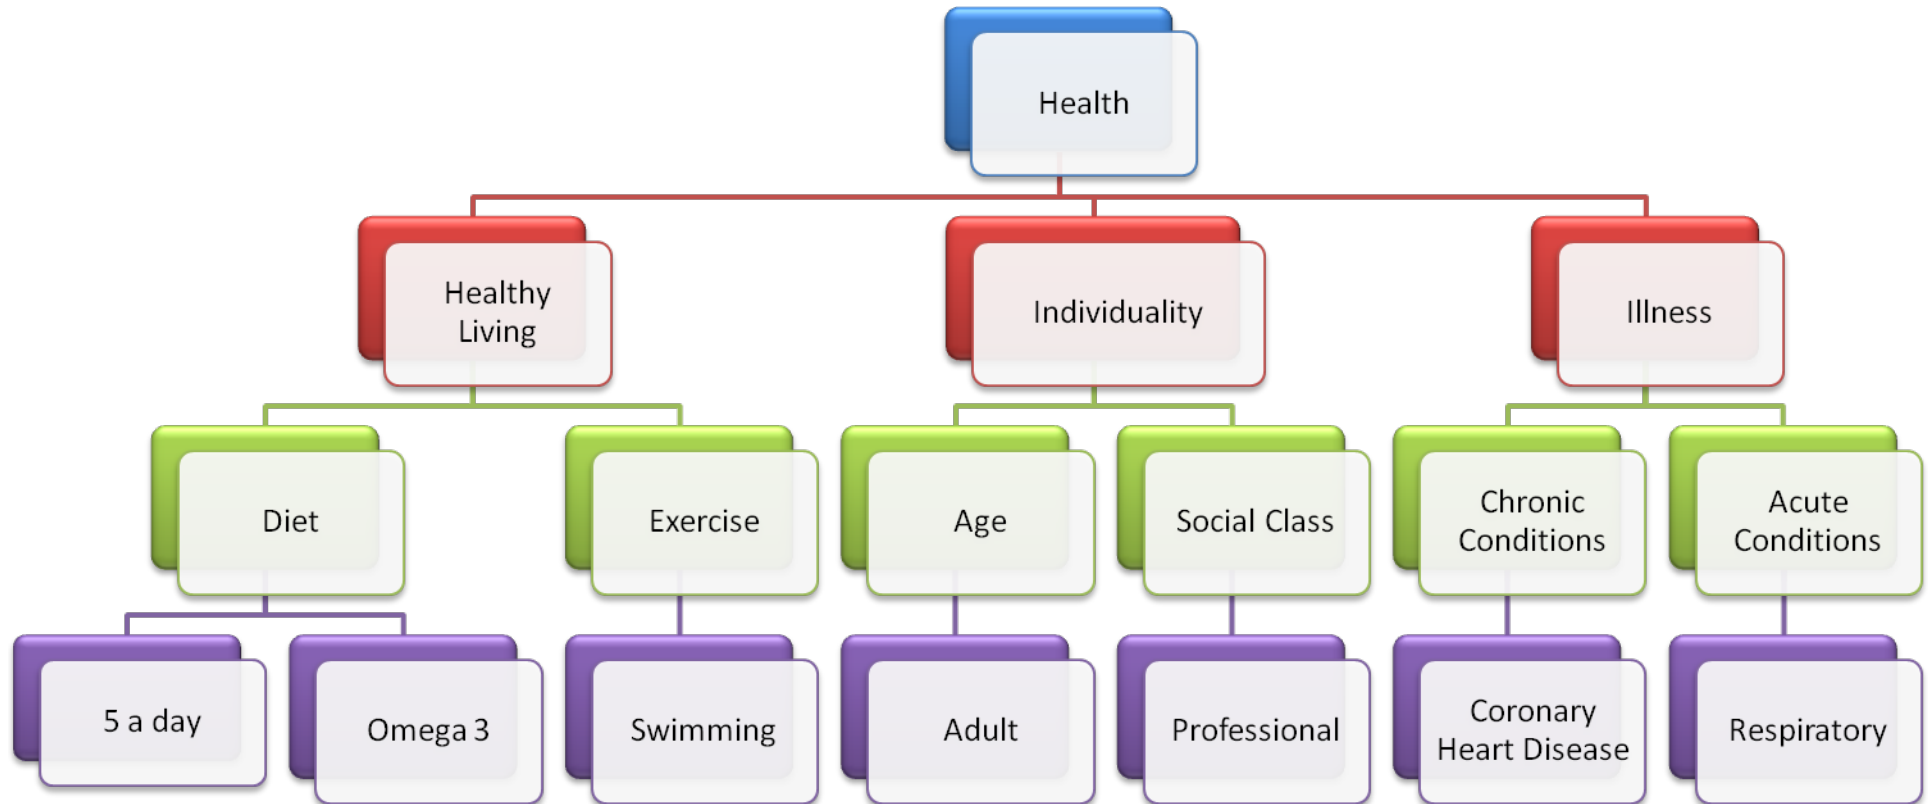 Health
Healthy
Living
Individuality
Illness
Diet
Exercise
Age
Social Class
Chronic
Conditions
Acute
Conditions
5 a day
Omega 3
Swimming
Adult
Professional
Coronary
Heart Disease
Respiratory